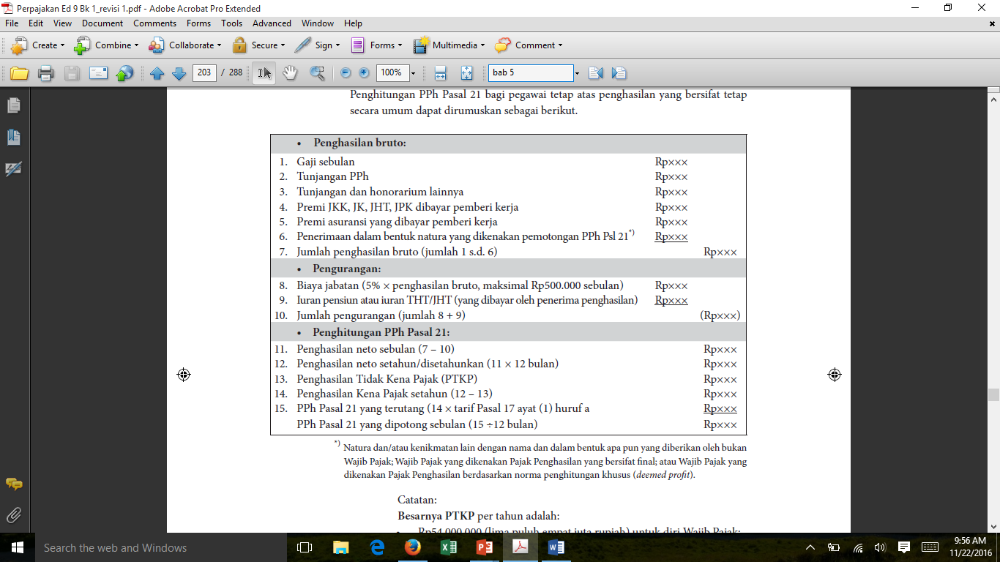 Perpajakan Ed 9 Bk 1_revisi 1.pdf - Adobe Acrobat Pro Extended
File Edit View Document Comments Forms Tools Advanced Window Help
Create Combine Collaborate Secure Sign Forms Multimedia Comment
203 / 288 100% bab 5
Penghitungan PPh Pasal 21 bagi pegawai tetap atas penghasilan yang bersifat tetap
secara umum dapat dirumuskan sebagai berikut.
• Penghasilan bruto:
1. Gaji sebulan Rp×××
2. Tunjangan PPh Rp×××
3. Tunjangan dan honorarium lainnya Rp×××
4. Premi JKK, JK, JHT, JPK dibayar pemberi kerja Rp×××
5. Premi asuransi yang dibayar pemberi kerja Rp×××
6. Penerimaan dalam bentuk natura yang dikenakan pemotongan PPh Psl 21*) Rp×××
7. Jumlah penghasilan bruto (jumlah 1 s.d. 6) Rp×××
• Pengurangan:
8. Biaya jabatan (5% × penghasilan bruto, maksimal Rp500.000 sebulan) Rp×××
9. Iuran pensiun atau iuran THT/JHT (yang dibayar oleh penerima penghasilan) Rp×××
10. Jumlah pengurangan (jumlah 8 + 9) (Rp×××)
• Penghitungan PPh Pasal 21:
11. Penghasilan neto sebulan (7 – 10) Rp×××
12. Penghasilan neto setahun/disetahunkan (11 × 12 bulan) Rp×××
13. Penghasilan Tidak Kena Pajak (PTKP) Rp×××
14. Penghasilan Kena Pajak setahun (12 – 13) Rp×××
15. PPh Pasal 21 yang terutang (14 × tarif Pasal 17 ayat (1) huruf a Rp×××
PPh Pasal 21 yang dipotong sebulan (15 ÷12 bulan) Rp×××
*) Natura dan/atau kenikmatan lain dengan nama dan dalam bentuk apa pun yang diberikan oleh bukan
Wajib Pajak; Wajib Pajak yang dikenakan Pajak Penghasilan yang bersifat final; atau Wajib Pajak yang
dikenakan Pajak Penghasilan berdasarkan norma penghitungan khusus (deemed profit).
Catatan:
Besarnya PTKP per tahun adalah:
• Rp54.000.000 (lima puluh empat juta rupiah) untuk diri Wajib Pajak;
Search the web and Windows
9:56 AM
11/22/2016